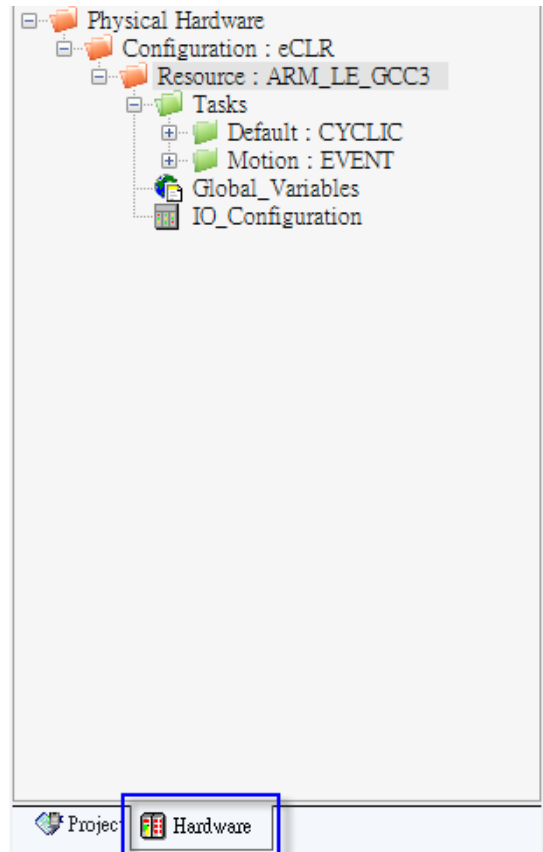 Physical Hardware
Configuration : eCLR
Resource : ARM_LE_GCC3
Tasks
Default : CYCLIC
Motion : EVENT
Global_Variables
IO_Configuration
Projec Hardware